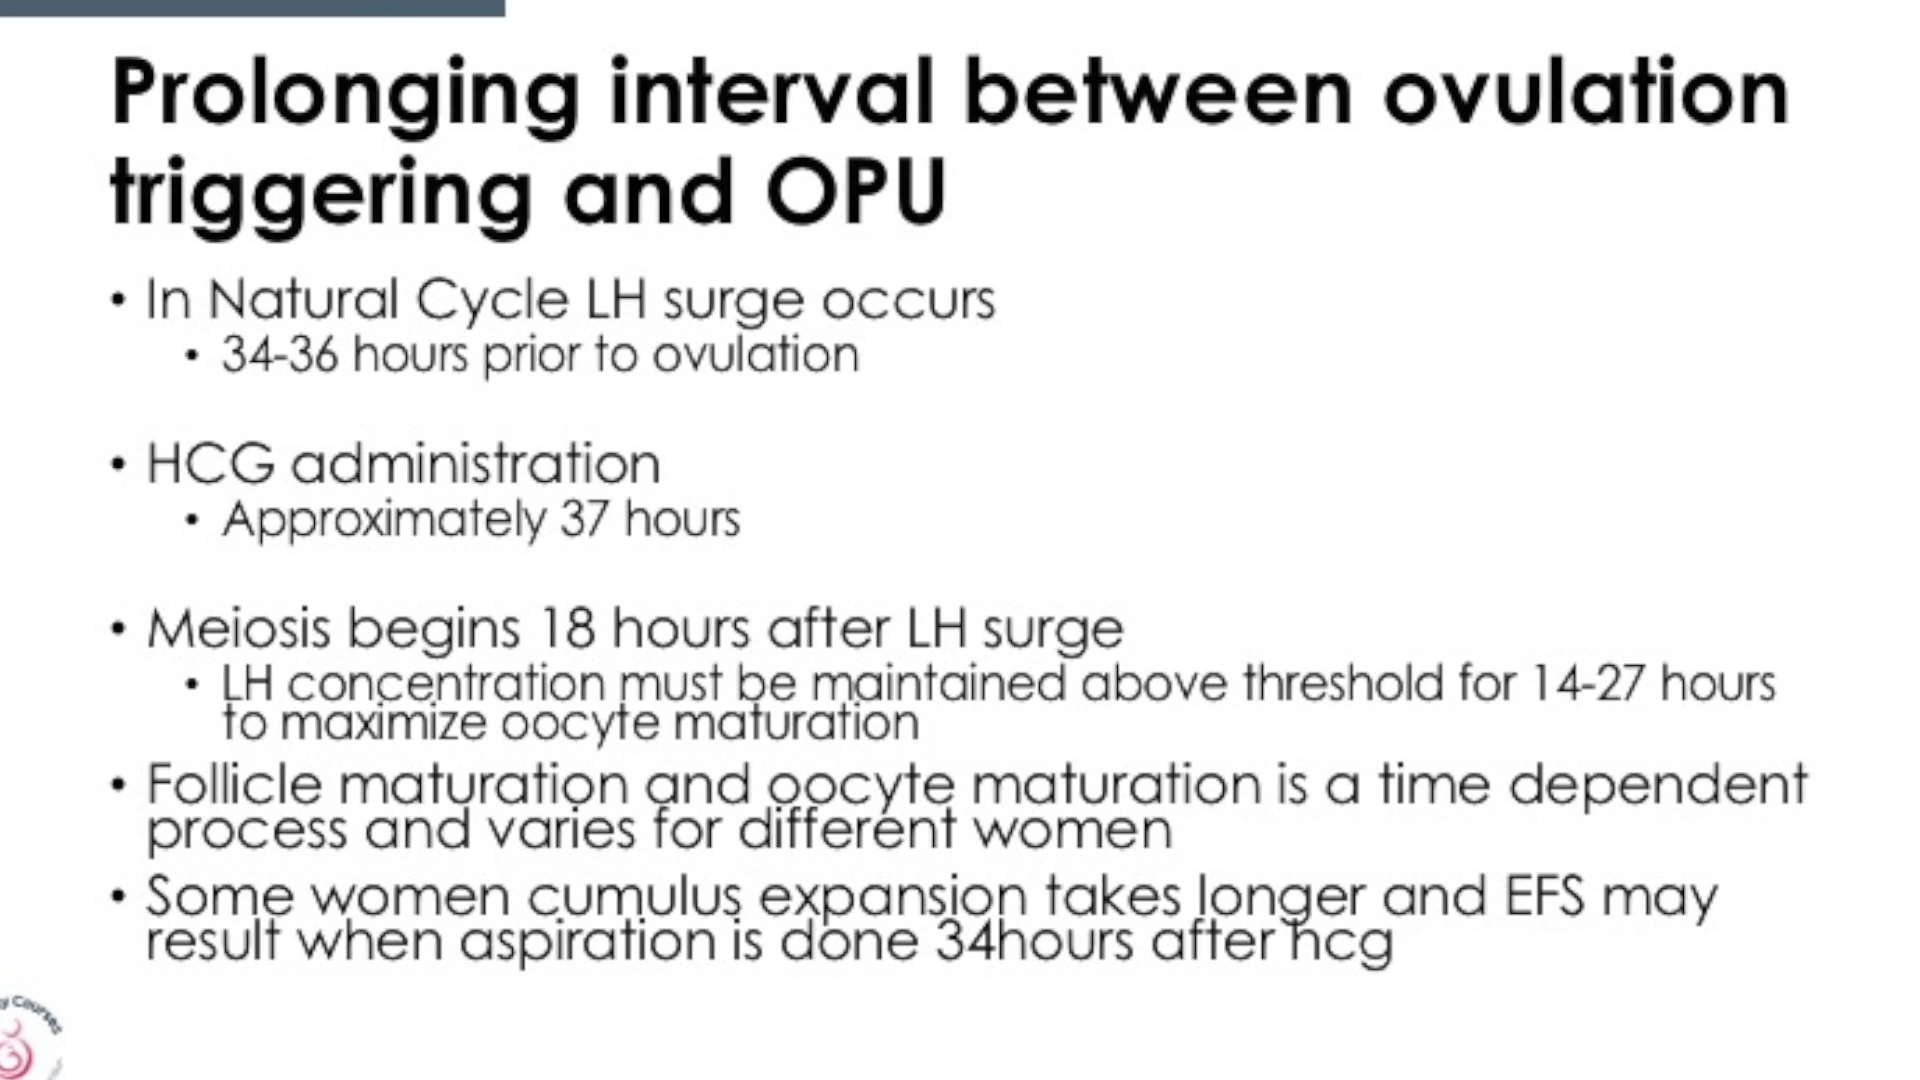 Prolonging interval between ovulation
triggering and OPU
• In Natural Cycle LH surge occurs
• 34-36 hours prior to ovulation
• HCG administration
• Approximately 37 hours
• Meiosis begins 18 hours after LH surge
• LH concentration must be maintained above threshold for 14-27 hours
to maximize oocyte maturation
• Follicle maturation and oocyte maturation is a time dependent
process and varies for different women
• Some women cumulus expansion takes longer and EFS may
result when aspiration is done 34hours after hcg
Courses